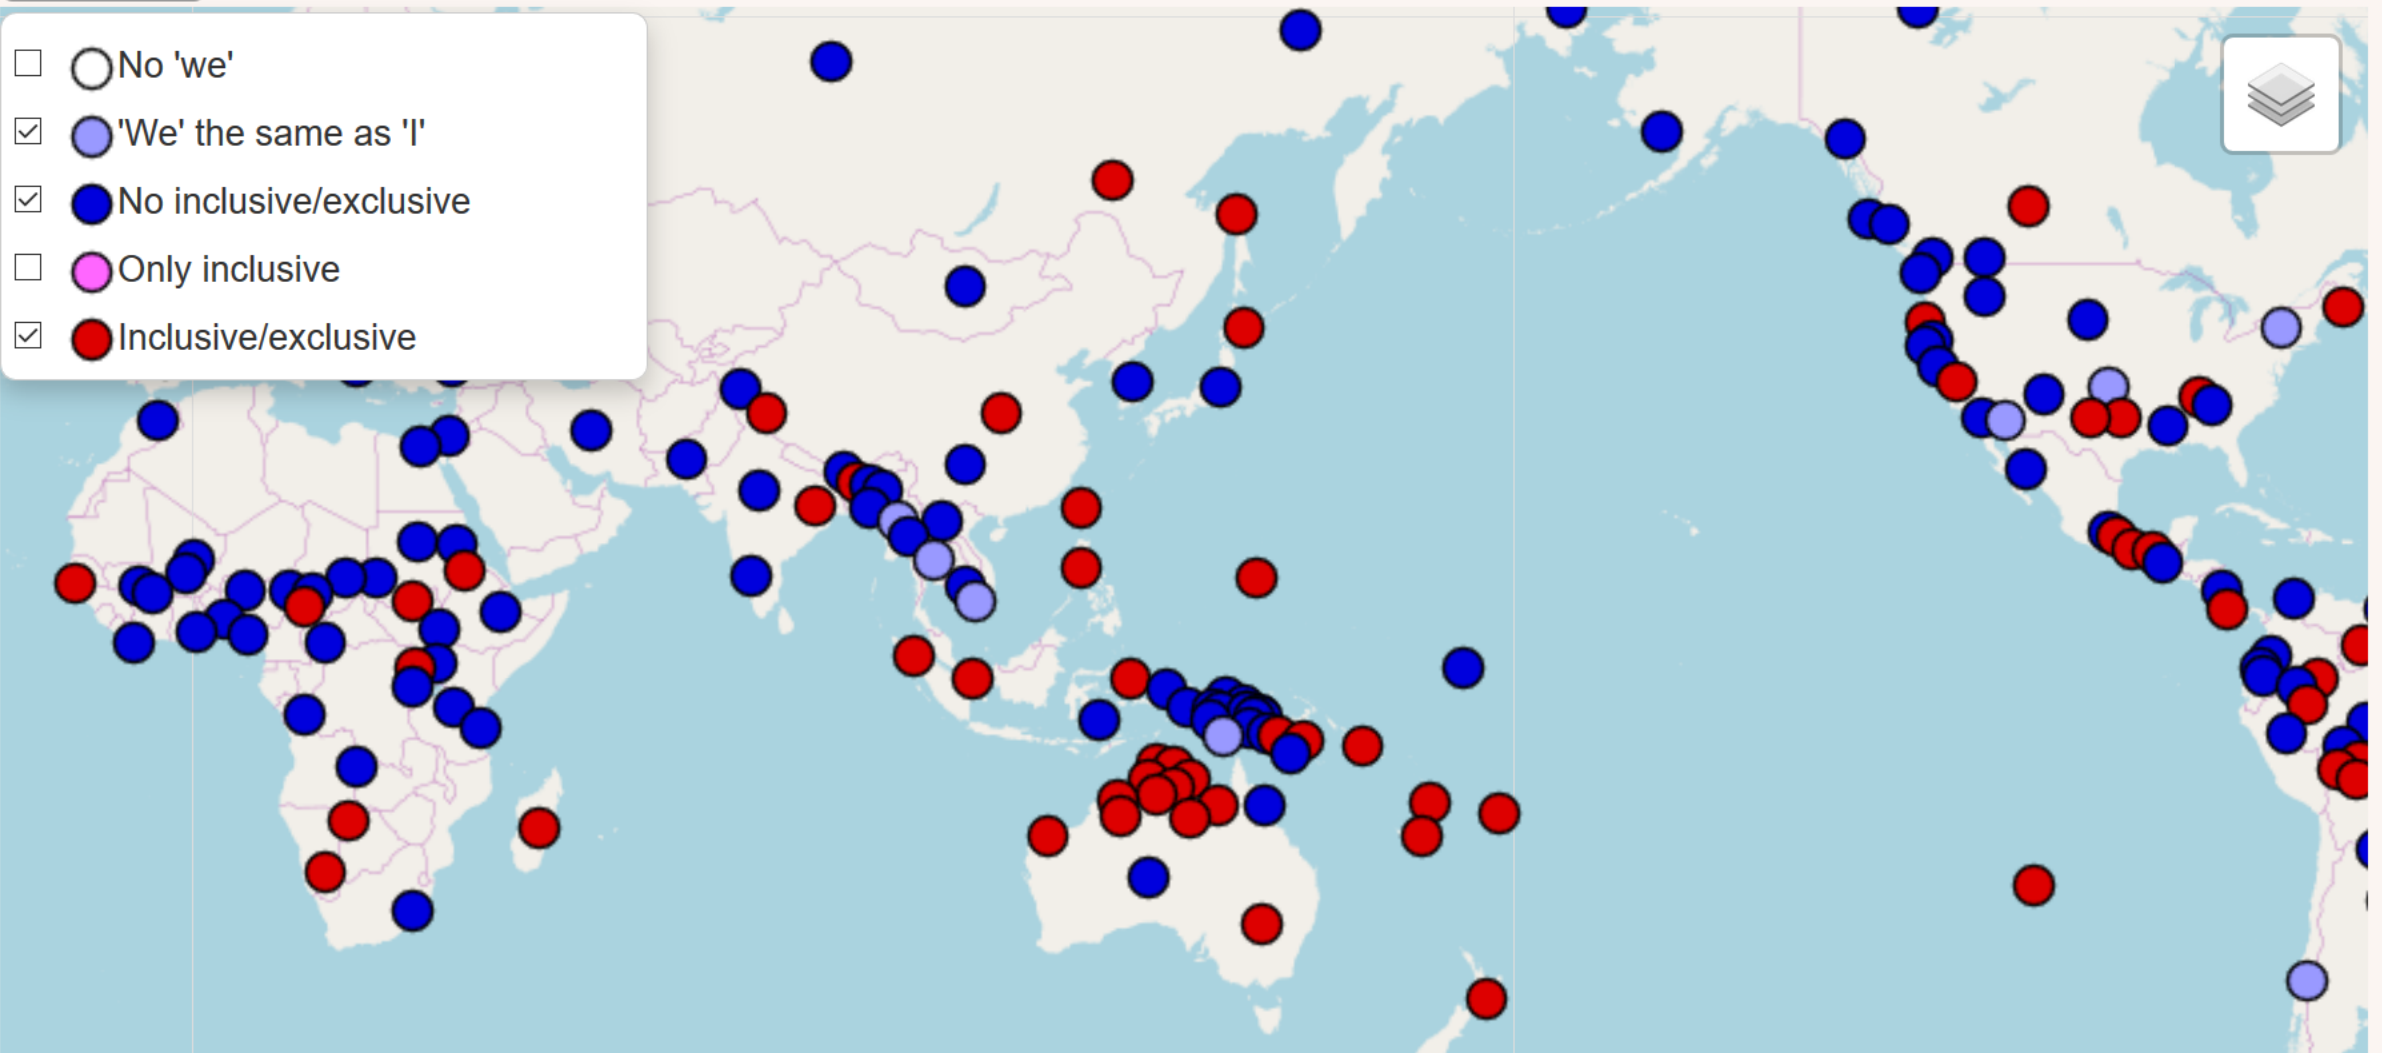 No 'we'
'We' the same as 'I'
No inclusive/exclusive
Only inclusive
Inclusive/exclusive